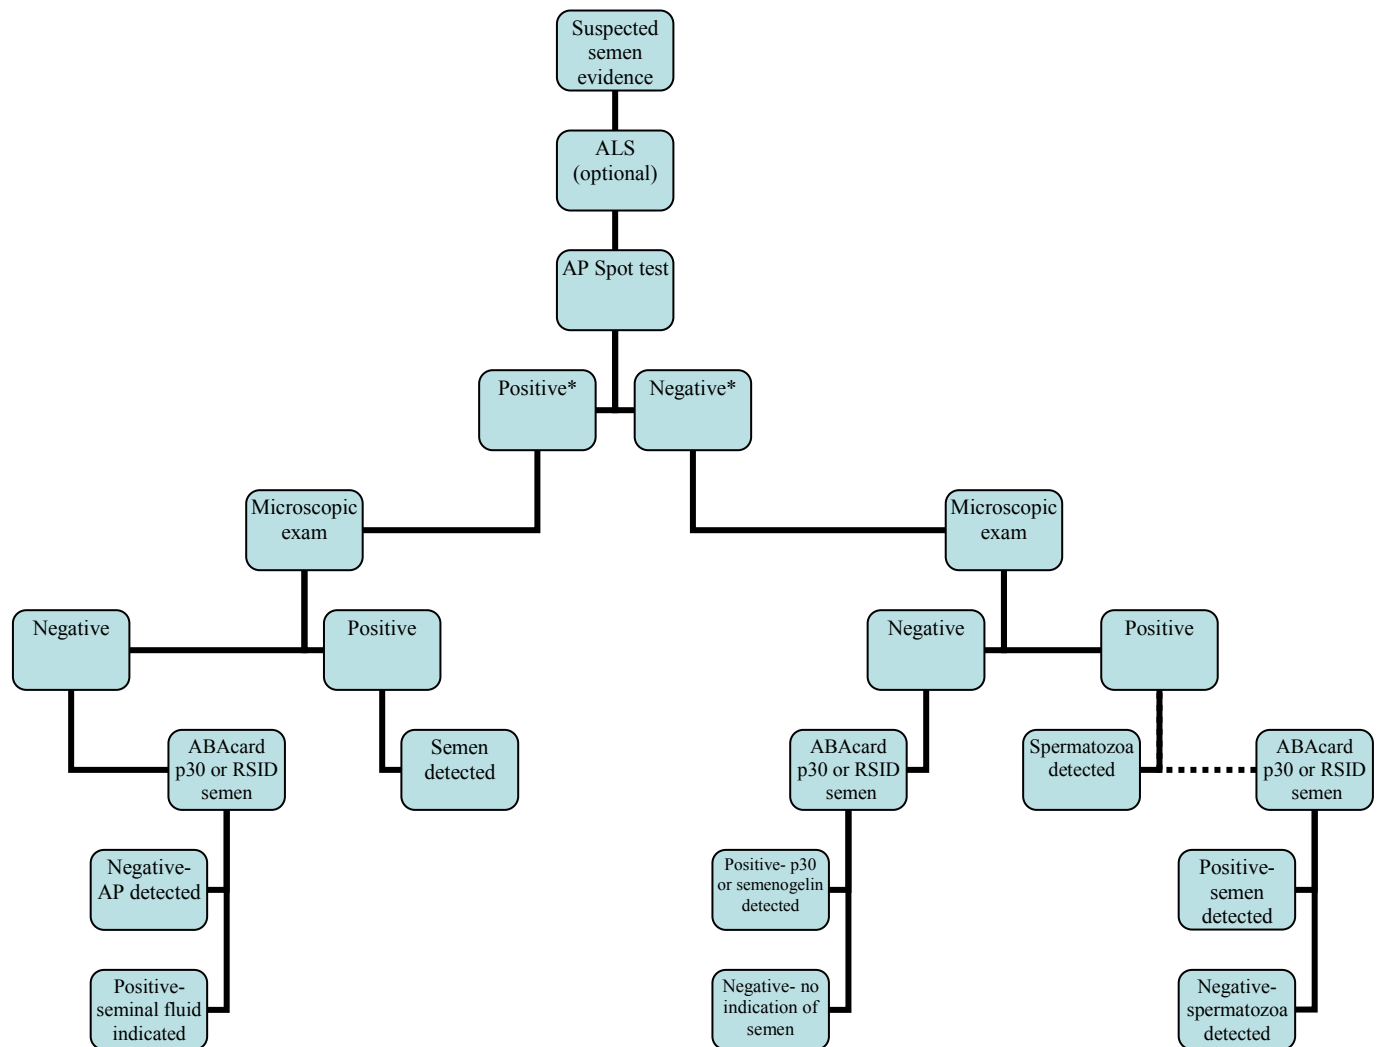 Suspected
semen
evidence
ALS
(optional)
AP Spot test
Positive*
Negative*
Microscopic
exam
Microscopic
exam
Negative
Positive
Negative
Positive
ABAcard
p30 or RSID
semen
Semen
detected
ABAcard
p30 or RSID
semen
Spermatozoa
detected
ABAcard
p30 or RSID
semen
Negative-
AP detected
Positive- p30
or semenogelin
detected
Positive-
semen
detected
Positive-
seminal fluid
indicated
Negative- no
indication of
semen
Negative-
spermatozoa
detected